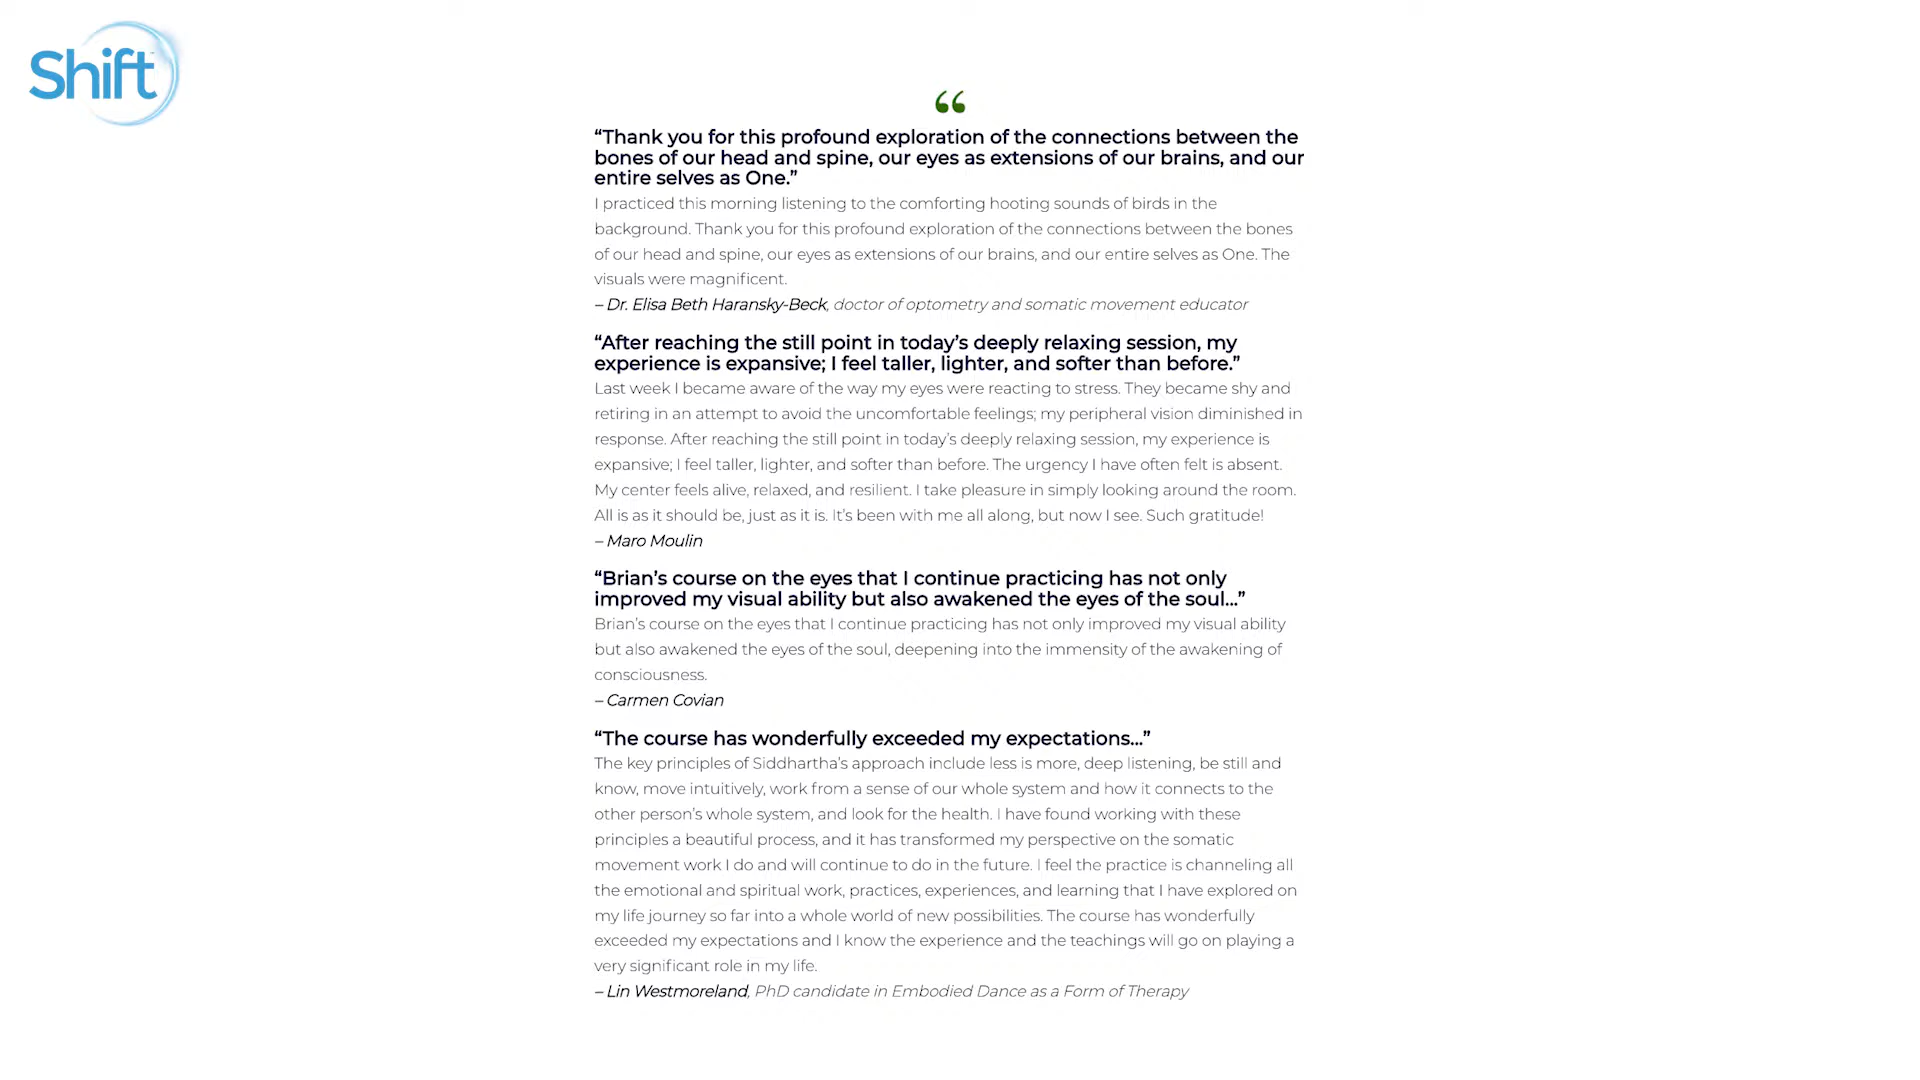 Shift
“
“Thank you for this profound exploration of the connections between the
bones of our head and spine, our eyes as extensions of our brains, and our
entire selves as One.”
I practiced this morning listening to the comforting hooting sounds of birds in the
background. Thank you for this profound exploration of the connections between the bones
of our head and spine, our eyes as extensions of our brains, and our entire selves as One. The
visuals were magnificent.
– Dr. Elisa Beth Haransky-Beck, doctor of optometry and somatic movement educator
“After reaching the still point in today’s deeply relaxing session, my
experience is expansive; I feel taller, lighter, and softer than before.”
Last week I became aware of the way my eyes were reacting to stress. They became shy and
retiring in an attempt to avoid the uncomfortable feelings; my peripheral vision diminished in
response. After reaching the still point in today’s deeply relaxing session, my experience is
expansive; I feel taller, lighter, and softer than before. The urgency I have often felt is absent.
My center feels alive, relaxed, and resilient. I take pleasure in simply looking around the room.
All is as it should be, just as it is. It’s been with me all along, but now I see. Such gratitude!
– Maro Moulin
“Brian’s course on the eyes that I continue practicing has not only
improved my visual ability but also awakened the eyes of the soul...”
Brian’s course on the eyes that I continue practicing has not only improved my visual ability
but also awakened the eyes of the soul, deepening into the immensity of the awakening of
consciousness.
– Carmen Covian
“The course has wonderfully exceeded my expectations...”
The key principles of Siddhartha’s approach include less is more, deep listening, be still and
know, move intuitively, work from a sense of our whole system and how it connects to the
other person’s whole system, and look for the health. I have found working with these
principles a beautiful process, and it has transformed my perspective on the somatic
movement work I do and will continue to do in the future. I feel the practice is channeling all
the emotional and spiritual work, practices, experiences, and learning that I have explored on
my life journey so far into a whole world of new possibilities. The course has wonderfully
exceeded my expectations and I know the experience and the teachings will go on playing a
very significant role in my life.
– Lin Westmoreland, PhD candidate in Embodied Dance as a Form of Therapy